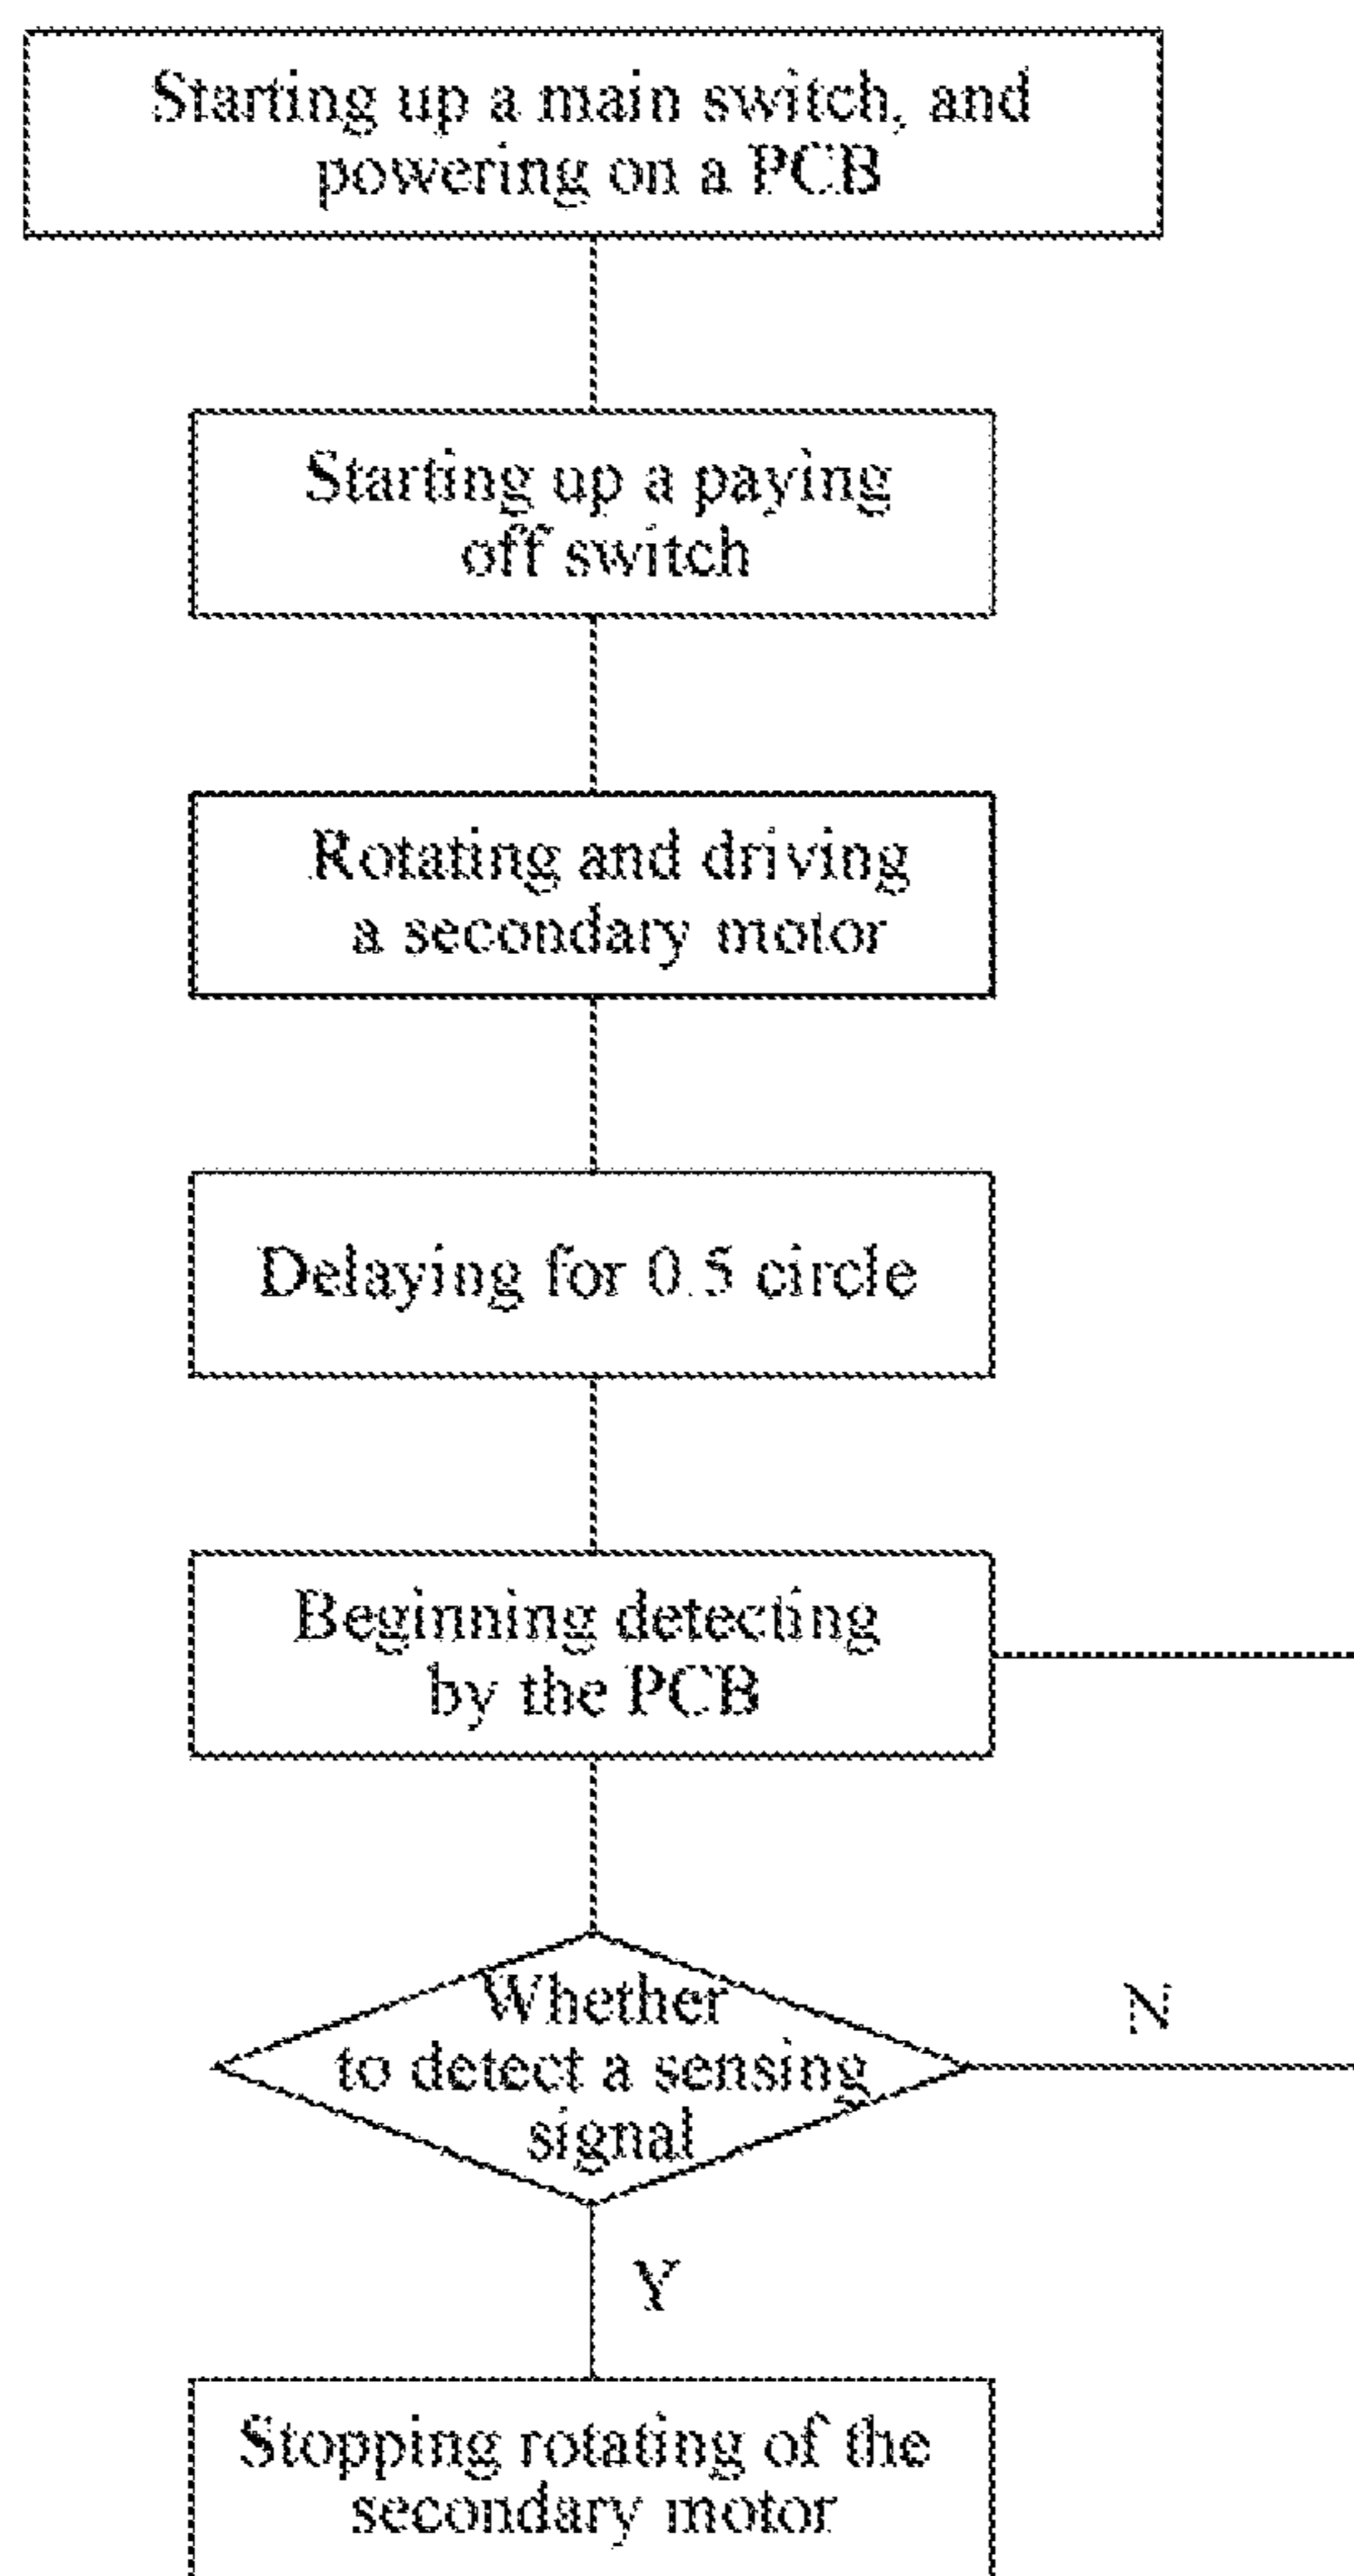 Starting up a main switch, and
powering on a PCB
Starting up a paying
off switch
Rotating and driving
a secondary motor
Delaying for 0.5 circle
Beginning detecting
by the PCB
Whether
to detect a sensing
signal
N
Y
Stopping rotating of the
secondary motor